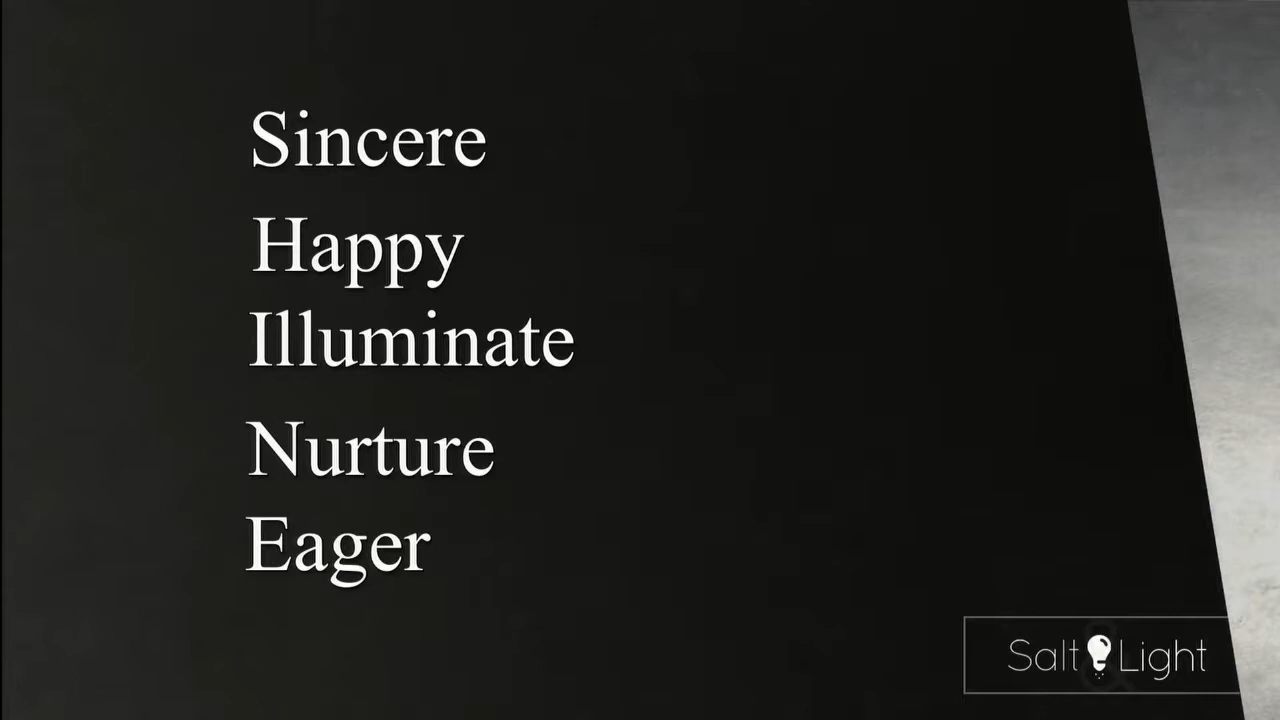 Sincere
Happy
Illuminate
Nurture
Eager
Salt Light